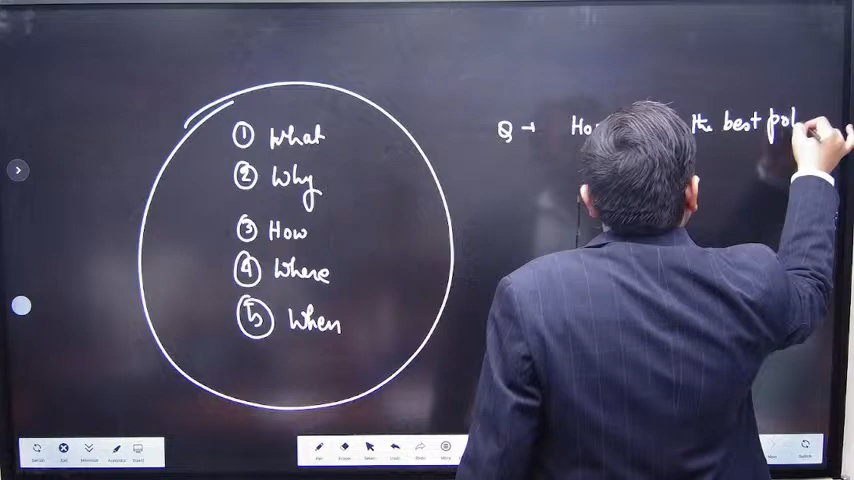 ① What
② Why
③ How
④ Where
⑤ When
Q → Ho the best pol